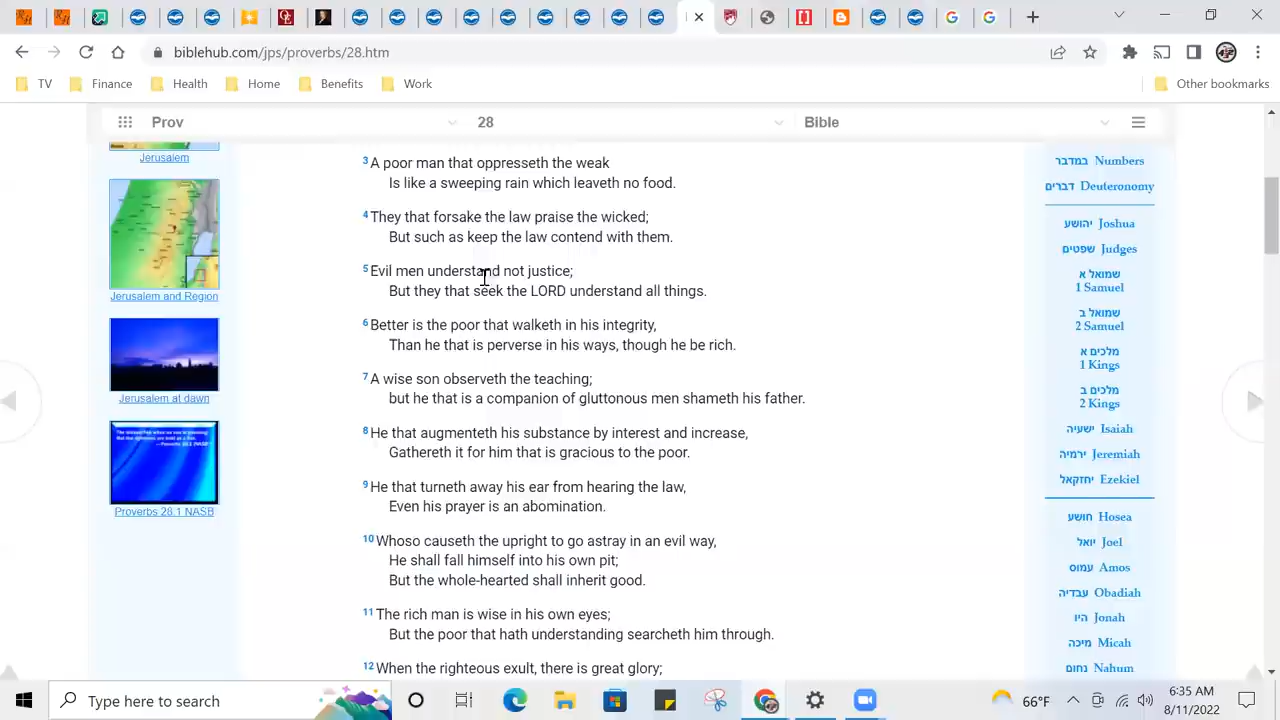 biblehub.com/jps/proverbs/28.htm
TV
Finance
Health
Home
Benefits
Work
Other bookmarks
Prov
28
Bible
Jerusalem
Jerusalem and Region
Jerusalem at dawn
Proverbs 28:1 NASB
3 A poor man that oppresseth the weak
Is like a sweeping rain which leaveth no food.
4 They that forsake the law praise the wicked;
But such as keep the law contend with them.
5 Evil men understand not justice;
But they that seek the LORD understand all things.
6 Better is the poor that walketh in his integrity,
Than he that is perverse in his ways, though he be rich.
7 A wise son observeth the teaching;
but he that is a companion of gluttonous men shameth his father.
8 He that augmenteth his substance by interest and increase,
Gathereth it for him that is gracious to the poor.
9 He that turneth away his ear from hearing the law,
Even his prayer is an abomination.
10 Whoso causeth the upright to go astray in an evil way,
He shall fall himself into his own pit;
But the whole-hearted shall inherit good.
11 The rich man is wise in his own eyes;
But the poor that hath understanding searcheth him through.
12 When the righteous exult, there is great glory;
במדבר Numbers
דברים Deuteronomy
יהושע Joshua
שפטים Judges
שמואל א
1 Samuel
שמואל ב
2 Samuel
מלכים א
1 Kings
מלכים ב
2 Kings
ישעיה Isaiah
ירמיה Jeremiah
יחזקאל Ezekiel
הושע Hosea
יואל Joel
עמוס Amos
עבדיה Obadiah
Jonah
מיכה Micah
נחום Nahum
Type here to search
66°F
6:35 AM
8/11/2022